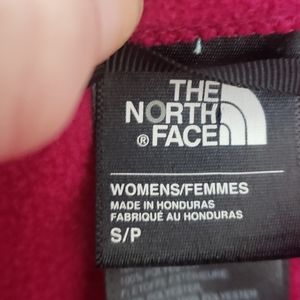 THE
NORTH
® FACE
WOMENS/FEMMES
MADE IN HONDURAS
FABRIQUÉ AU HONDURAS
S/P